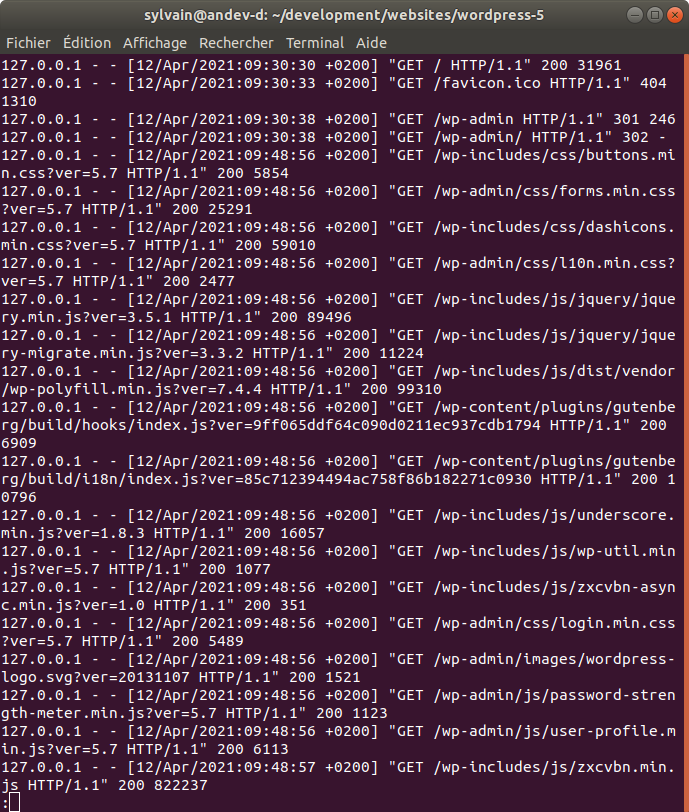 sylvain@andev-d: ~/development/websites/wordpress-5
Fichier Édition Affichage Rechercher Terminal Aide
127.0.0.1 - - [12/Apr/2021:09:30:30 +0200] "GET / HTTP/1.1" 200 31961
127.0.0.1 - - [12/Apr/2021:09:30:33 +0200] "GET /favicon.ico HTTP/1.1" 404
1310
127.0.0.1 - - [12/Apr/2021:09:30:38 +0200] "GET /wp-admin HTTP/1.1" 301 246
127.0.0.1 - - [12/Apr/2021:09:30:38 +0200] "GET /wp-admin/ HTTP/1.1" 302 -
127.0.0.1 - - [12/Apr/2021:09:48:56 +0200] "GET /wp-includes/css/buttons.mi
n.css?ver=5.7 HTTP/1.1" 200 5854
127.0.0.1 - - [12/Apr/2021:09:48:56 +0200] "GET /wp-admin/css/forms.min.css
?ver=5.7 HTTP/1.1" 200 25291
127.0.0.1 - - [12/Apr/2021:09:48:56 +0200] "GET /wp-includes/css/dashicons.
min.css?ver=5.7 HTTP/1.1" 200 59010
127.0.0.1 - - [12/Apr/2021:09:48:56 +0200] "GET /wp-admin/css/l10n.min.css?
ver=5.7 HTTP/1.1" 200 2477
127.0.0.1 - - [12/Apr/2021:09:48:56 +0200] "GET /wp-includes/js/jquery/jque
ry.min.js?ver=3.5.1 HTTP/1.1" 200 89496
127.0.0.1 - - [12/Apr/2021:09:48:56 +0200] "GET /wp-includes/js/jquery/jque
ry-migrate.min.js?ver=3.3.2 HTTP/1.1" 200 11224
127.0.0.1 - - [12/Apr/2021:09:48:56 +0200] "GET /wp-includes/js/dist/vendor
/wp-polyfill.min.js?ver=7.4.4 HTTP/1.1" 200 99310
127.0.0.1 - - [12/Apr/2021:09:48:56 +0200] "GET /wp-content/plugins/gutenbe
rg/build/hooks/index.js?ver=9ff065ddf64c090d0211ec937cdb1794 HTTP/1.1" 200
6909
127.0.0.1 - - [12/Apr/2021:09:48:56 +0200] "GET /wp-content/plugins/gutenbe
rg/build/i18n/index.js?ver=85c712394494ac758f86b182271c0930 HTTP/1.1" 200 1
0796
127.0.0.1 - - [12/Apr/2021:09:48:56 +0200] "GET /wp-includes/js/underscore.
min.js?ver=1.8.3 HTTP/1.1" 200 16057
127.0.0.1 - - [12/Apr/2021:09:48:56 +0200] "GET /wp-includes/js/wp-util.min
.js?ver=5.7 HTTP/1.1" 200 1077
127.0.0.1 - - [12/Apr/2021:09:48:56 +0200] "GET /wp-includes/js/zxcvbn-asyn
c.min.js?ver=1.0 HTTP/1.1" 200 351
127.0.0.1 - - [12/Apr/2021:09:48:56 +0200] "GET /wp-admin/css/login.min.css
?ver=5.7 HTTP/1.1" 200 5489
127.0.0.1 - - [12/Apr/2021:09:48:56 +0200] "GET /wp-admin/images/wordpress-
logo.svg?ver=20131107 HTTP/1.1" 200 1521
127.0.0.1 - - [12/Apr/2021:09:48:56 +0200] "GET /wp-admin/js/password-stren
gth-meter.min.js?ver=5.7 HTTP/1.1" 200 1123
127.0.0.1 - - [12/Apr/2021:09:48:56 +0200] "GET /wp-admin/js/user-profile.m
in.js?ver=5.7 HTTP/1.1" 200 6113
127.0.0.1 - - [12/Apr/2021:09:48:57 +0200] "GET /wp-includes/js/zxcvbn.min.
js HTTP/1.1" 200 822237
: